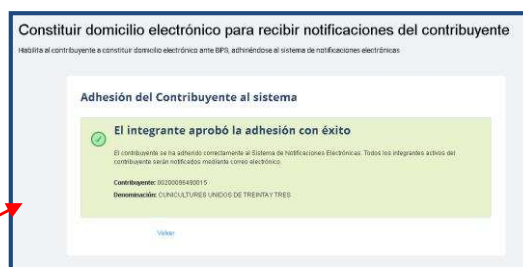 Constituir domicilio electrónico para recibir notificaciones del contribuyente
Habilita al contribuyente a constituir domicilio electrónico ante BPS, adhiriéndose al sistema de notificaciones electrónicas
Adhesión del Contribuyente al sistema
El integrante aprobó la adhesión con éxito
El contribuyente se ha adherido correctamente al Sistema de Notificaciones Electrónicas. Todos los integrantes activos del
contribuyente serán notificados mediante correo electrónico.
Contribuyente:
Denominación: CUNICULTURES UNIDOS DE TREINTA Y TRES
Volver